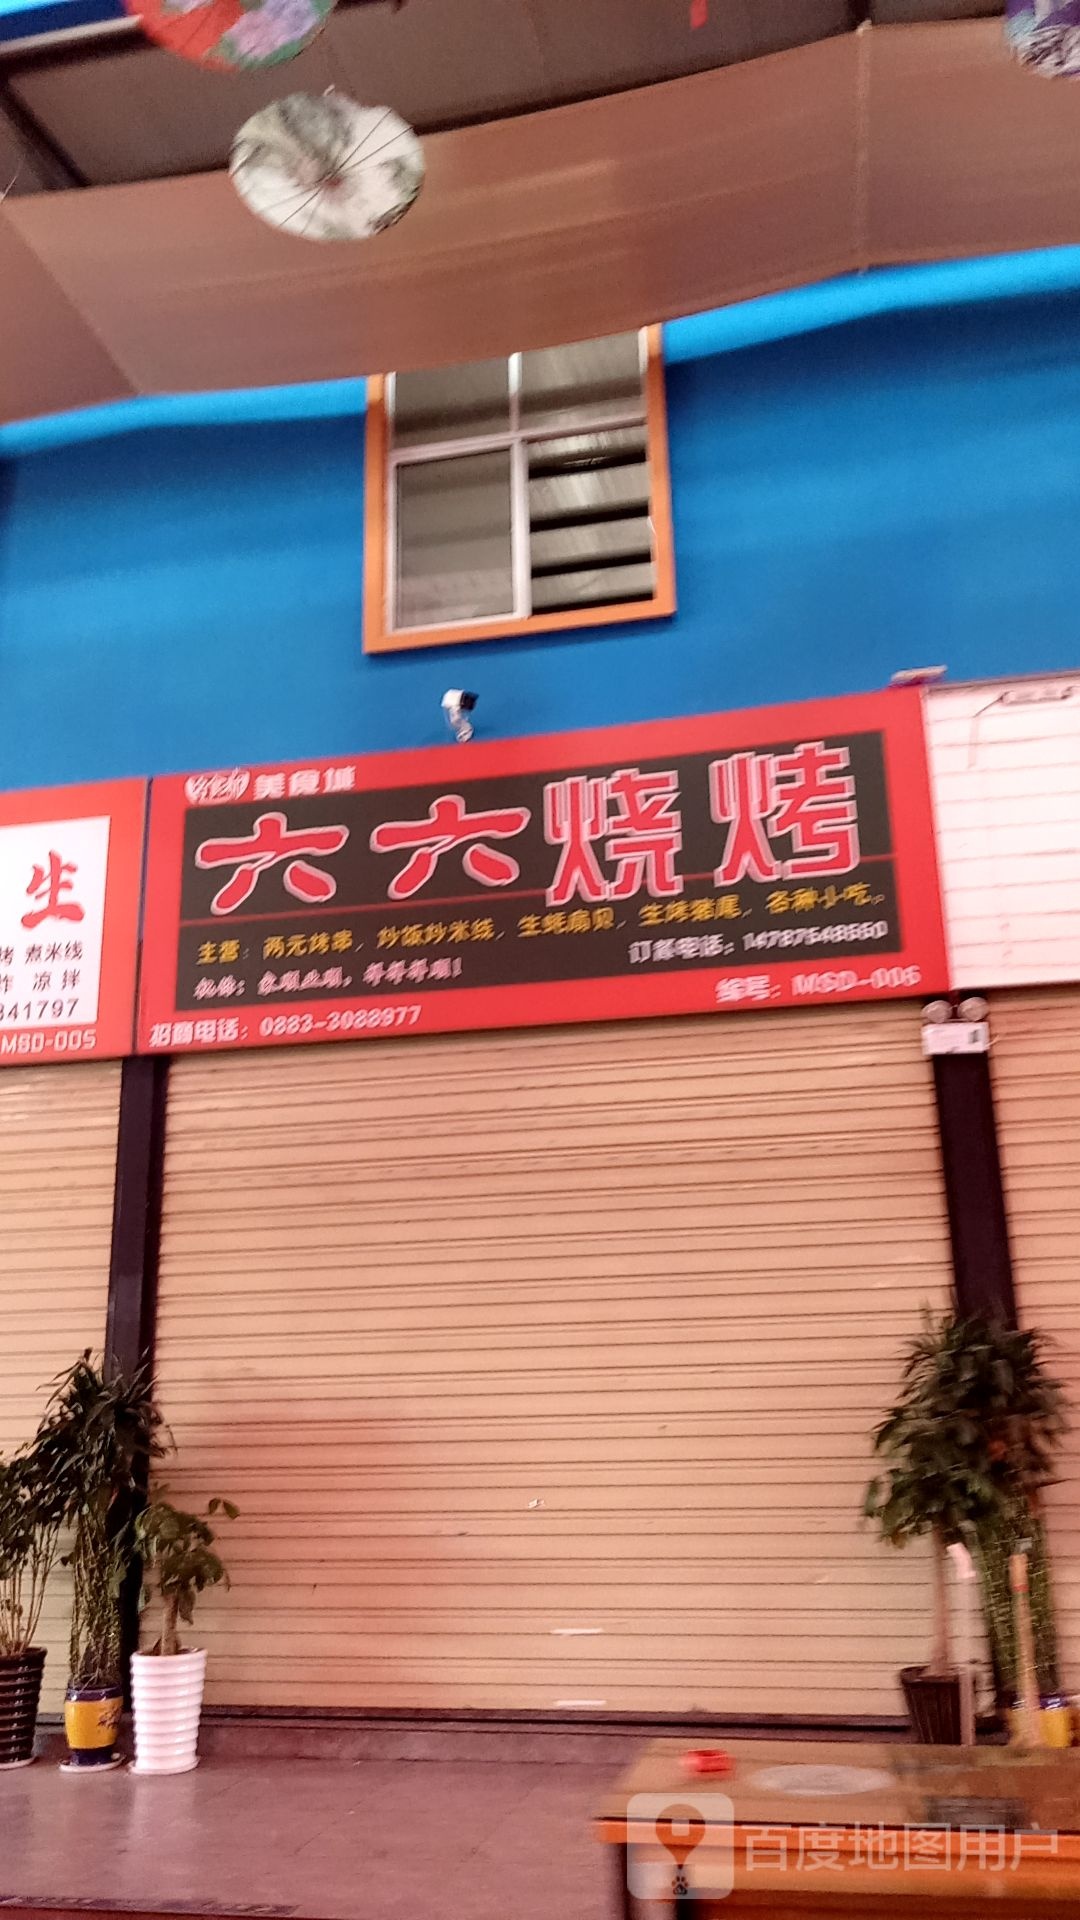 美食城
六六烧烤
主营：两元烤串，炒饭炒米线，生蚝扇贝，生烤猪尾，各种小吃。
订餐电话：14787548550
招商电话：0883-3088977
编号：MSD-006
生
烤 煮米线
炸 凉拌
841797
MSD-005
百度地图用户